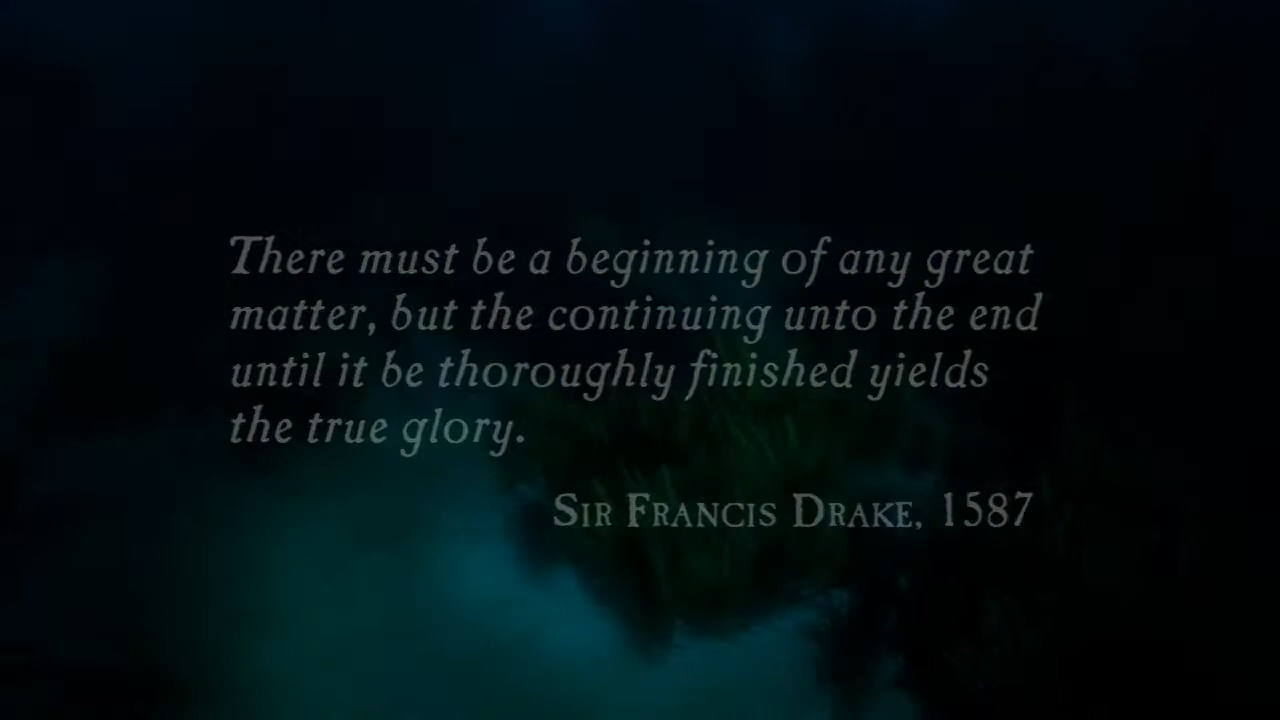 There must be a beginning of any great
matter, but the continuing unto the end
until it be thoroughly finished yields
the true glory.
Sir Francis Drake, 1587